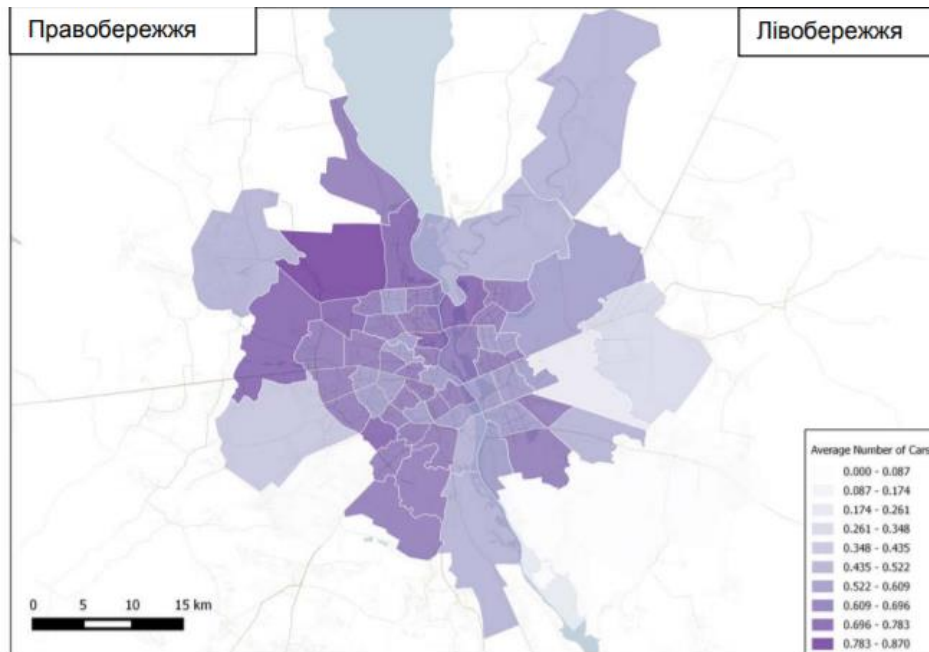 Правобережжя
Лівобережжя
Average Number of Cars
0.000 - 0.087
0.087 - 0.174
0.174 - 0.261
0.261 - 0.348
0.348 - 0.435
0.435 - 0.522
0.522 - 0.609
0.609 - 0.696
0.696 - 0.783
0.783 - 0.870
0 5 10 15 km